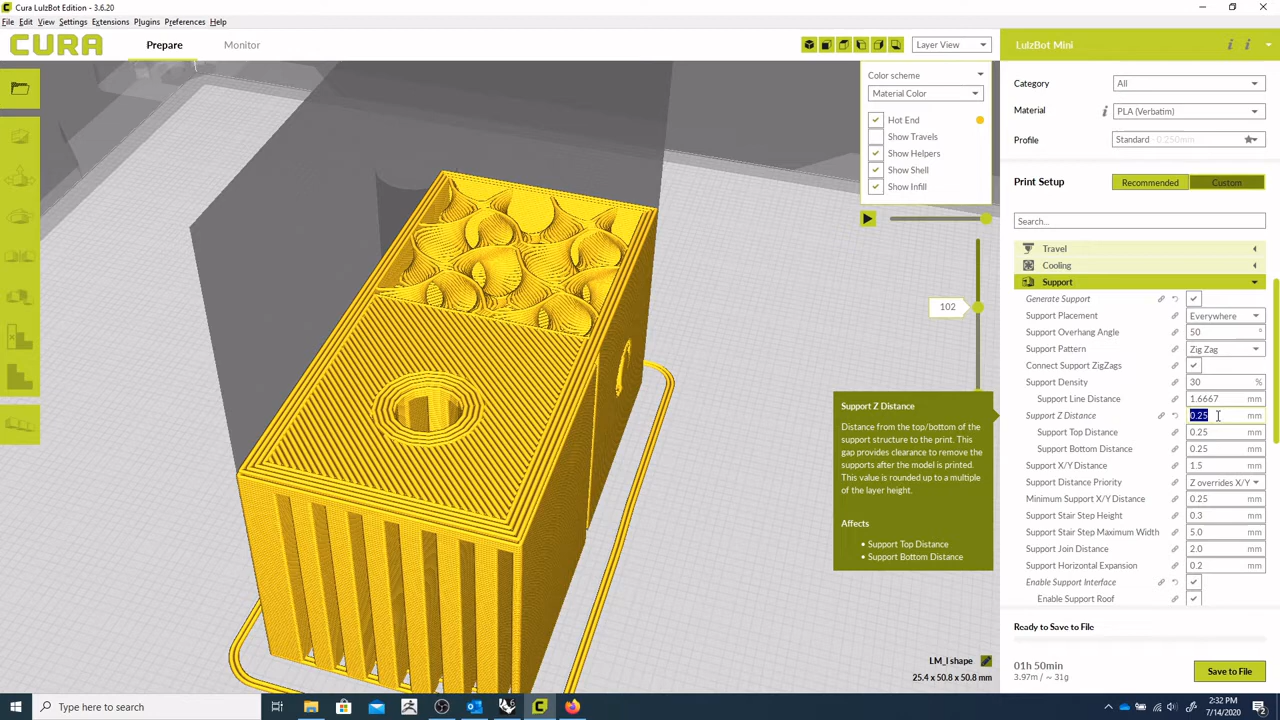 Cura LulzBot Edition - 3.6.20
File Edit View Settings Extensions Plugins Preferences Help
CURA
Prepare
Monitor
Layer View
Color scheme
Material Color
Hot End
Show Travels
Show Helpers
Show Shell
Show Infill
102
Support Z Distance
Distance from the top/bottom of the
support structure to the print. This
gap provides clearance to remove the
supports after the model is printed.
This value is rounded up to a multiple
of the layer height.
Affects
• Support Top Distance
• Support Bottom Distance
LM_I shape
25.4 x 50.8 x 50.8 mm
LulzBot Mini
Category All
Material PLA (Verbatim)
Profile Standard 0.250mm
Print Setup Recommended Custom
Search...
Travel
Cooling
Support
Generate Support
Support Placement Everywhere
Support Overhang Angle 50 °
Support Pattern Zig Zag
Connect Support ZigZags
Support Density 30 %
Support Line Distance 1.6667 mm
Support Z Distance 0.25 mm
Support Top Distance 0.25 mm
Support Bottom Distance 0.25 mm
Support X/Y Distance 1.5 mm
Support Distance Priority Z overrides X/Y
Minimum Support X/Y Distance 0.25 mm
Support Stair Step Height 0.3 mm
Support Stair Step Maximum Width 5.0 mm
Support Join Distance 2.0 mm
Support Horizontal Expansion 0.2 mm
Enable Support Interface
Enable Support Roof
Ready to Save to File
01h 50min
3.97m / ~ 31g
Save to File
Type here to search
2:32 PM
7/14/2020
2